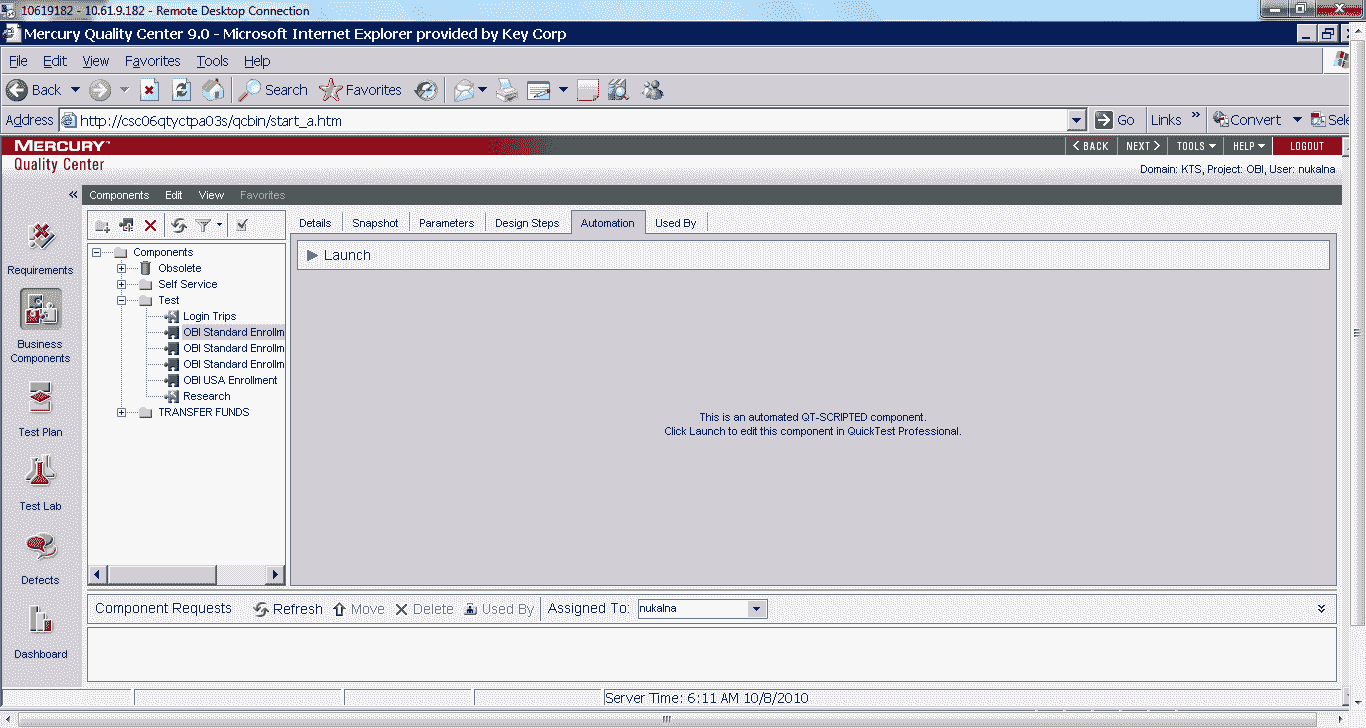 10619182 - 10.61.9.182 - Remote Desktop Connection
Mercury Quality Center 9.0 - Microsoft Internet Explorer provided by Key Corp
File Edit View Favorites Tools Help
Back Search Favorites
Address http://csc06qtyctpa03s/qcbin/start_a.htm Go Links » Convert Sele
MERCURY™ < BACK NEXT > TOOLS HELP LOGOUT
Quality Center
Domain: KTS, Project: OBI, User: nukalna
« Components Edit View Favorites
Details Snapshot Parameters Design Steps Automation Used By
Launch
Requirements
Business
Components
Test Plan
Test Lab
Defects
Dashboard
Components
Obsolete
Self Service
Test
Login Trips
OBI Standard Enrollm
OBI Standard Enrollm
OBI Standard Enrollm
OBI USA Enrollment
Research
TRANSFER FUNDS
This is an automated QT-SCRIPTED component.
Click Launch to edit this component in QuickTest Professional.
Component Requests Refresh Move Delete Used By Assigned To: nukalna
Server Time: 6:11 AM 10/8/2010